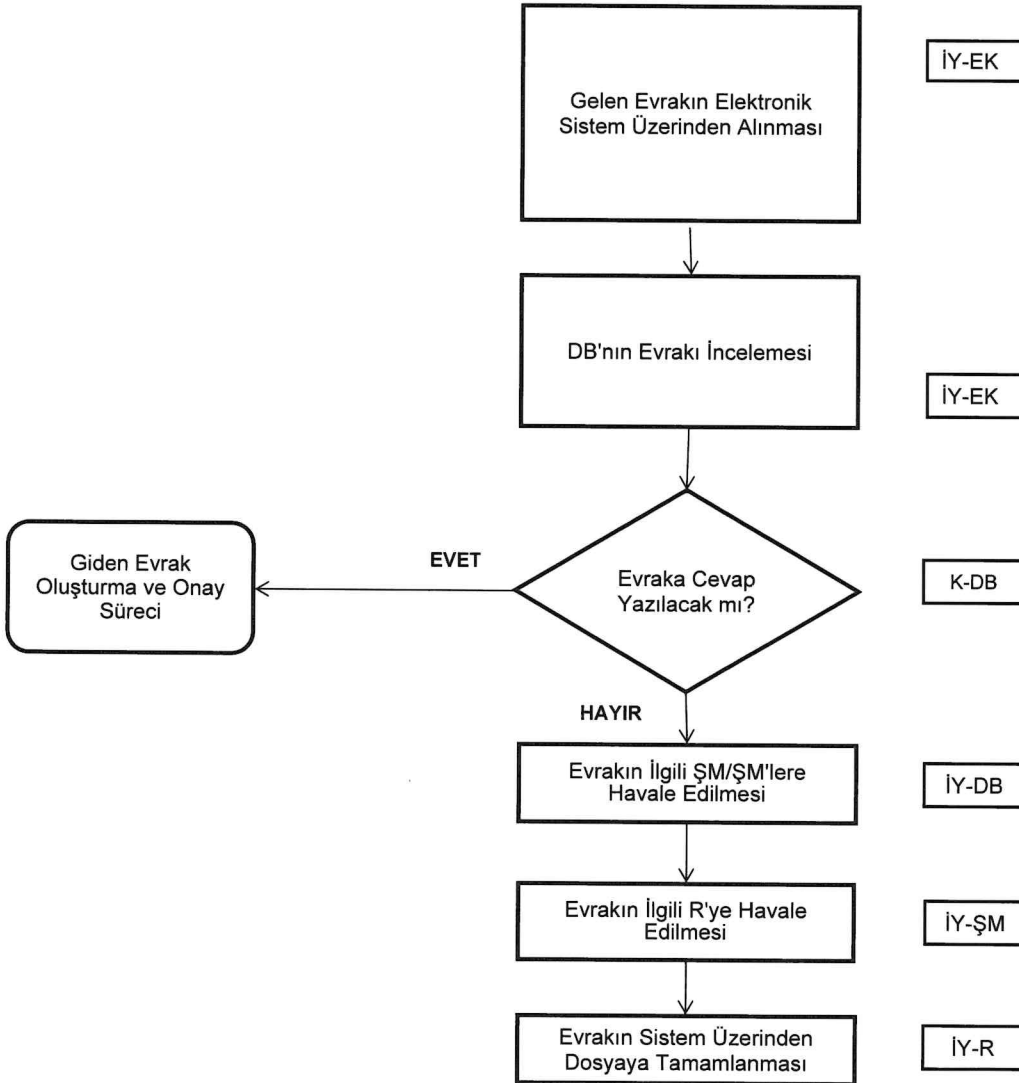 İY-EK
Gelen Evrakın Elektronik
Sistem Üzerinden Alınması
DB'nın Evrakı İncelemesi
İY-EK
EVET
Giden Evrak
Oluşturma ve Onay
Süreci
Evraka Cevap
Yazılacak mı?
K-DB
HAYIR
Evrakın İlgili ŞM/ŞM'lere
Havale Edilmesi
İY-DB
Evrakın İlgili R'ye Havale
Edilmesi
İY-ŞM
Evrakın Sistem Üzerinden
Dosyaya Tamamlanması
İY-R